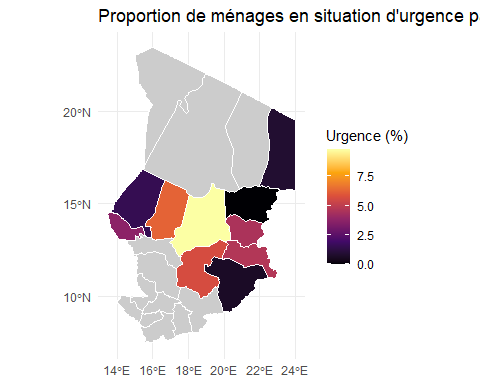 Proportion de ménages en situation d'urgence p
20°N
15°N
10°N
14°E 16°E 18°E 20°E 22°E 24°E
Urgence (%)
7.5
5.0
2.5
0.0